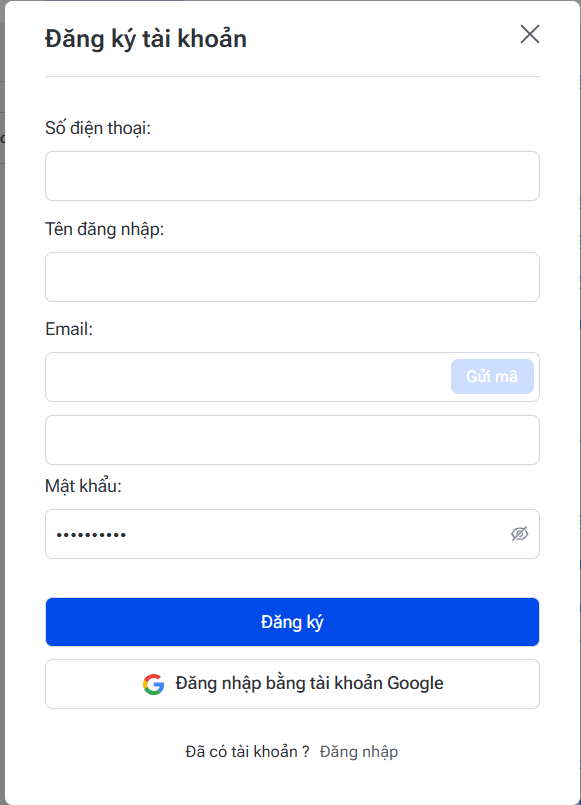 Đăng ký tài khoản
Số điện thoại:
Tên đăng nhập:
Email:
Gửi mã
Mật khẩu:
••••••••••
Đăng ký
Đăng nhập bằng tài khoản Google
Đã có tài khoản ? Đăng nhập